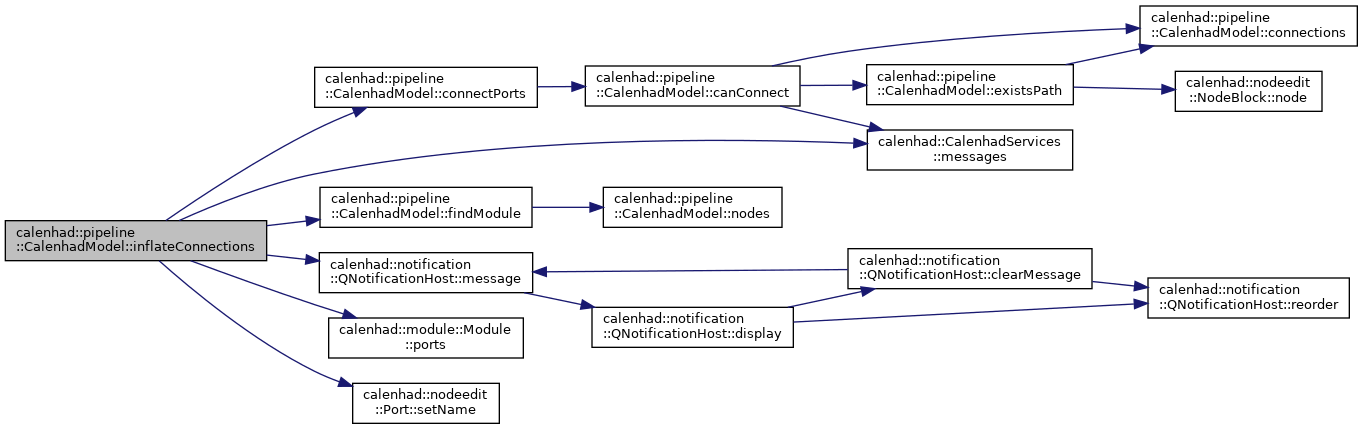 calenhad::pipeline
::CalenhadModel::inflateConnections
calenhad::pipeline
::CalenhadModel::connectPorts
calenhad::pipeline
::CalenhadModel::canConnect
calenhad::pipeline
::CalenhadModel::connections
calenhad::pipeline
::CalenhadModel::existsPath
calenhad::nodeedit
::NodeBlock::node
calenhad::CalenhadServices
::messages
calenhad::pipeline
::CalenhadModel::findModule
calenhad::pipeline
::CalenhadModel::nodes
calenhad::notification
::QNotificationHost::message
calenhad::notification
::QNotificationHost::display
calenhad::notification
::QNotificationHost::clearMessage
calenhad::notification
::QNotificationHost::reorder
calenhad::module::Module
::ports
calenhad::nodeedit
::Port::setName